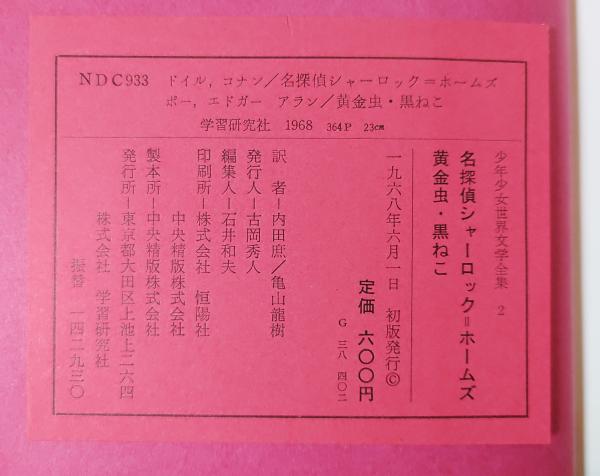 NDC933 ドイル, コナン/名探偵シャーロック=ホームズ
ポー, エドガー アラン/黄金虫・黒ねこ
学習研究社 1968 364P 23cm
少年少女世界文学全集 2
名探偵シャーロック=ホームズ
黄金虫・黒ねこ
一九六八年六月一日 初版発行©
定価 六〇〇円
G 三八 四〇二
訳 者―内田庶/亀山龍樹
発行人―古岡秀人
編集人―石井和夫
印刷所―株式会社 恒陽社
中央精版株式会社
製本所―中央精版株式会社
発行所―東京都大田区上池上二六四
株式会社 学習研究社
振替 一四二九三〇